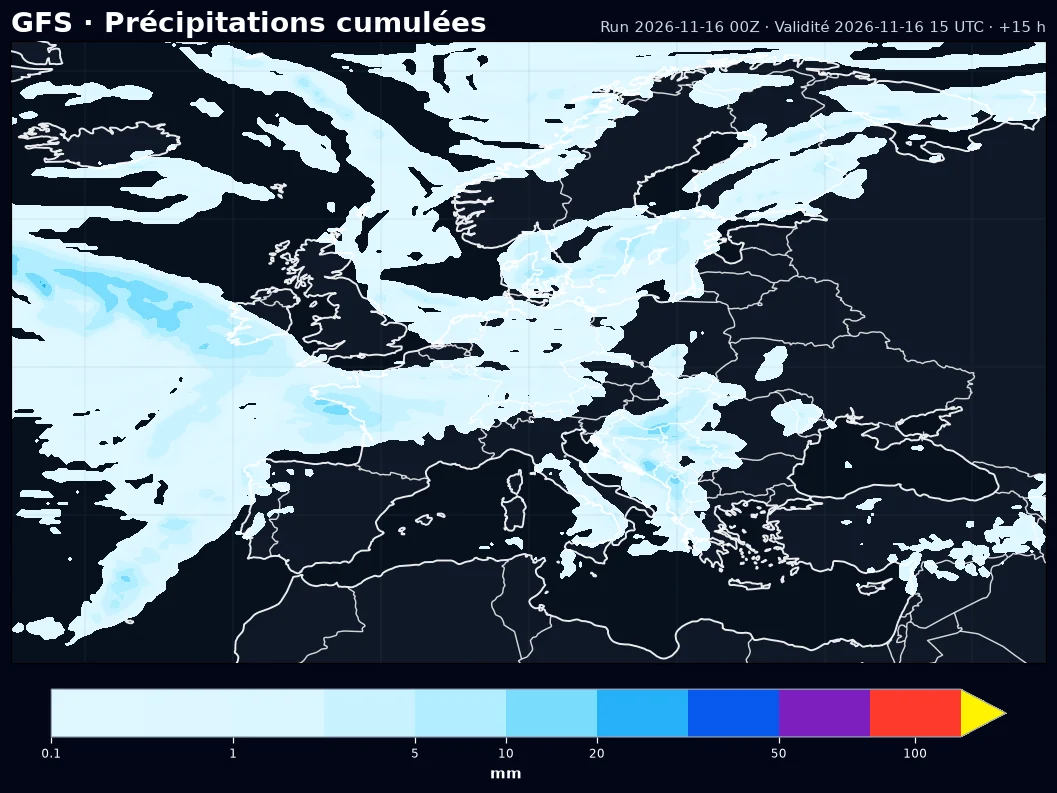 GFS · Précipitations cumulées
Run 2026-11-16 00Z · Validité 2026-11-16 15 UTC · +15 h
0.1 1 5 10 20 50 100
mm